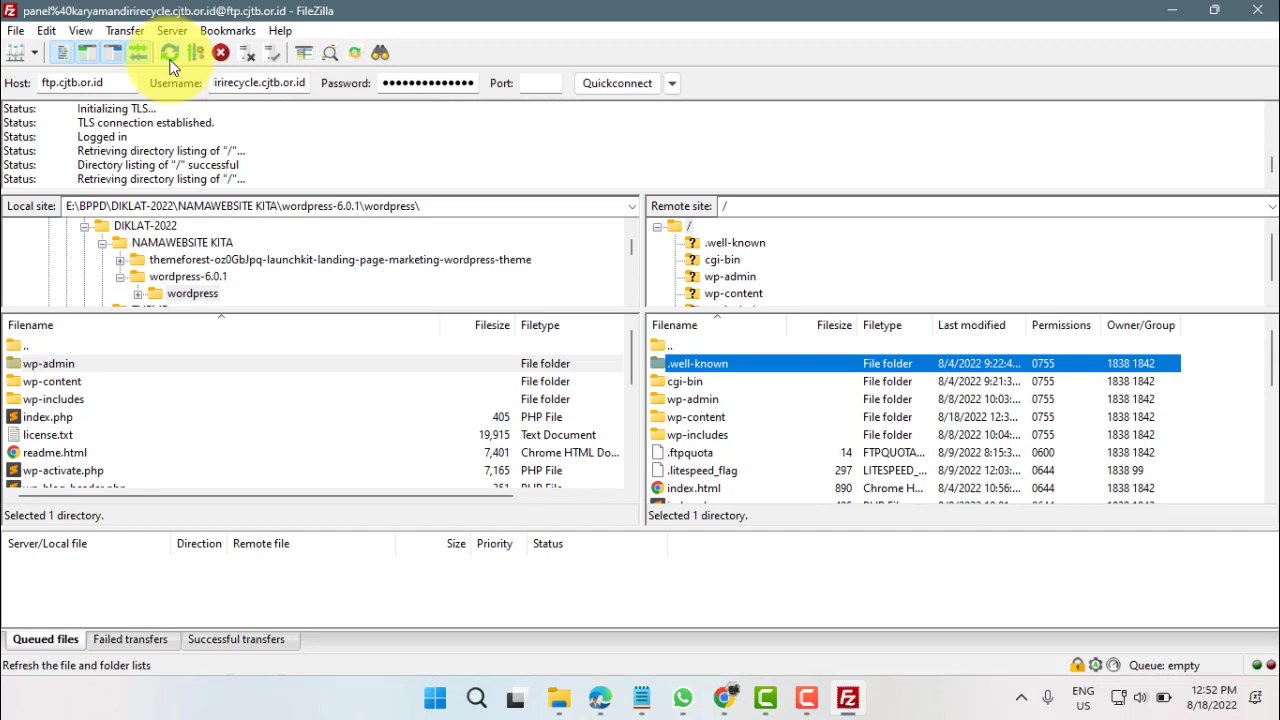 panel%40karyamandirirecycle.cjtb.or.id@ftp.cjtb.or.id - FileZilla
File Edit View Transfer Server Bookmarks Help
Host: ftp.cjtb.or.id Username: irirecycle.cjtb.or.id Password: ●●●●●●●●●●●●●● Port: Quickconnect
Status: Initializing TLS...
Status: TLS connection established.
Status: Logged in
Status: Retrieving directory listing of "/"...
Status: Directory listing of "/" successful
Status: Retrieving directory listing of "/"...
Local site: E:\BPPD\DIKLAT-2022\NAMAWEBSITE KITA\wordpress-6.0.1\wordpress\
DIKLAT-2022
NAMAWEBSITE KITA
themeforest-oz0GbJpq-launchkit-landing-page-marketing-wordpress-theme
wordpress-6.0.1
wordpress
Remote site: /
/
.well-known
cgi-bin
wp-admin
wp-content
Filename Filesize Filetype
..
wp-admin File folder
wp-content File folder
wp-includes File folder
index.php 405 PHP File
license.txt 19,915 Text Document
readme.html 7,401 Chrome HTML Do...
wp-activate.php 7,165 PHP File
wp-blog-header.php 351 PHP File
Selected 1 directory.
Filename Filesize Filetype Last modified Permissions Owner/Group
..
.well-known File folder 8/4/2022 9:22:4... 0755 1838 1842
cgi-bin File folder 8/4/2022 9:21:3... 0755 1838 1842
wp-admin File folder 8/8/2022 10:03:... 0755 1838 1842
wp-content File folder 8/18/2022 12:3... 0755 1838 1842
wp-includes File folder 8/8/2022 10:04:... 0755 1838 1842
.ftpquota 14 FTPQUOTA... 8/9/2022 8:15:3... 0600 1838 1842
.litespeed_flag 297 LITESPEED_... 8/9/2022 12:03:... 0644 1838 99
index.html 890 Chrome H... 8/4/2022 10:56:... 0644 1838 1842
Selected 1 directory.
Server/Local file Direction Remote file Size Priority Status
Queued files Failed transfers Successful transfers
Refresh the file and folder lists
Queue: empty
ENG
US
12:52 PM
8/18/2022